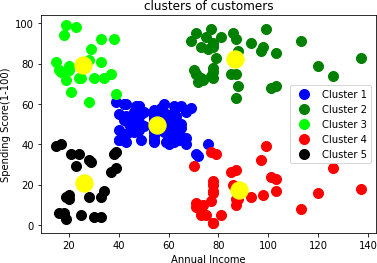 clusters of customers
100
80
60
40
20
0
Spending Score(1-100)
Cluster 1
Cluster 2
Cluster 3
Cluster 4
Cluster 5
20 40 60 80 100 120 140
Annual Income